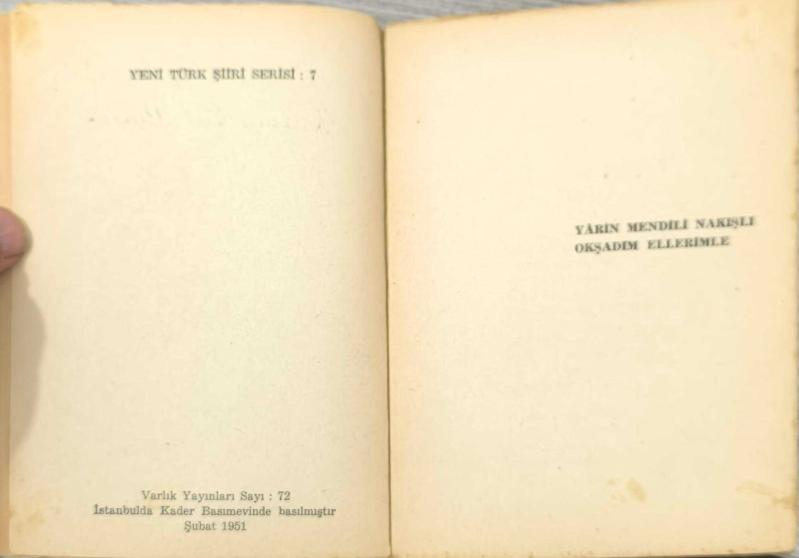 YENİ TÜRK ŞİİRİ SERİSİ : 7
Varlık Yayınları Sayı : 72
İstanbulda Kader Basımevinde basılmıştır
Şubat 1951
YÂRİN MENDİLİ NAKIŞLI
OKŞADIM ELLERİMLE